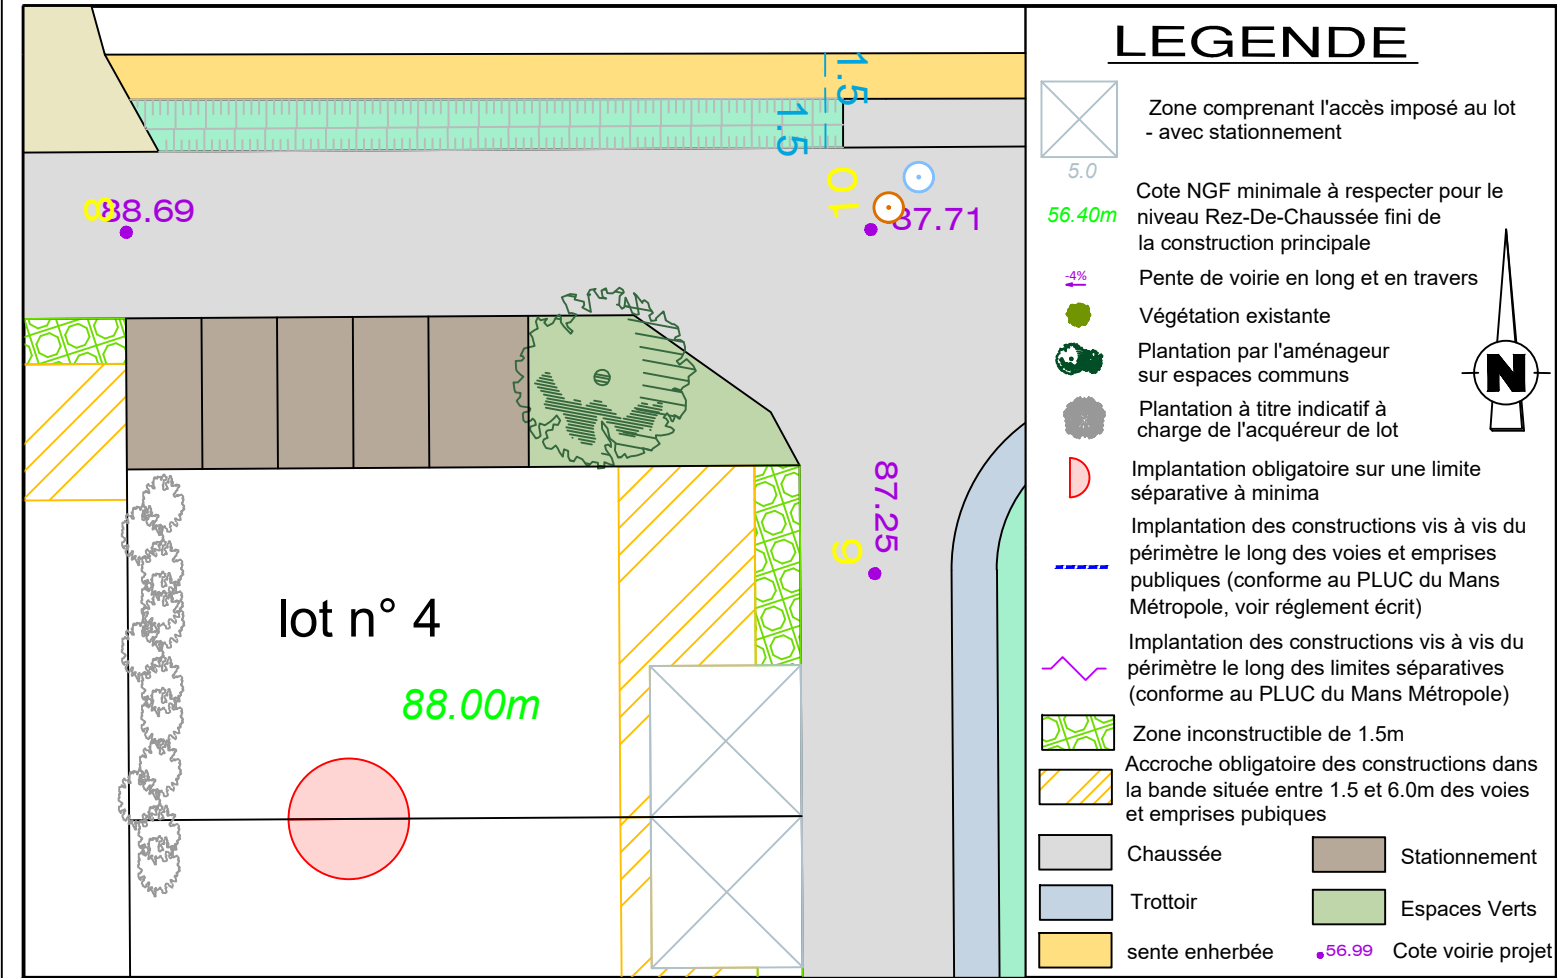 1.5
1.5
8
88.69
10
87.71
87.25
9
lot n° 4
88.00m
LEGENDE
Zone comprenant l'accès imposé au lot
- avec stationnement
5.0
56.40m
Cote NGF minimale à respecter pour le
niveau Rez-De-Chaussée fini de
la construction principale
-4%
Pente de voirie en long et en travers
Végétation existante
Plantation par l'aménageur
sur espaces communs
N
Plantation à titre indicatif à
charge de l'acquéreur de lot
Implantation obligatoire sur une limite
séparative à minima
Implantation des constructions vis à vis du
périmètre le long des voies et emprises
publiques (conforme au PLUC du Mans
Métropole, voir réglement écrit)
Implantation des constructions vis à vis du
périmètre le long des limites séparatives
(conforme au PLUC du Mans Métropole)
Zone inconstructible de 1.5m
Accroche obligatoire des constructions dans
la bande située entre 1.5 et 6.0m des voies
et emprises pubiques
Chaussée
Stationnement
Trottoir
Espaces Verts
sente enherbée
56.99
Cote voirie projet